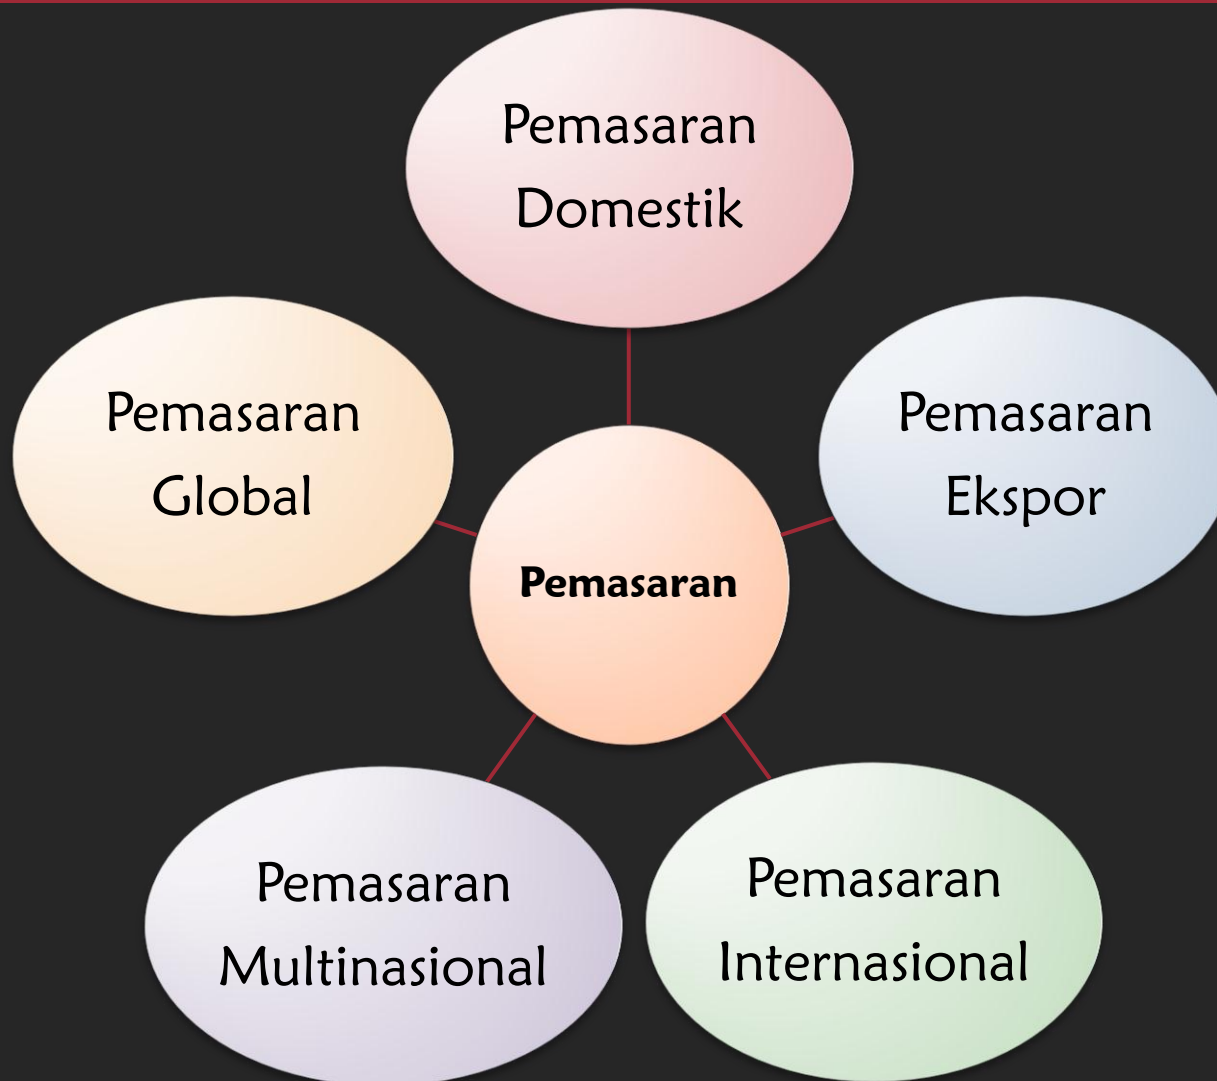 Pemasaran
Domestik
Pemasaran
Global
Pemasaran
Ekspor
Pemasaran
Pemasaran
Multinasional
Pemasaran
Internasional